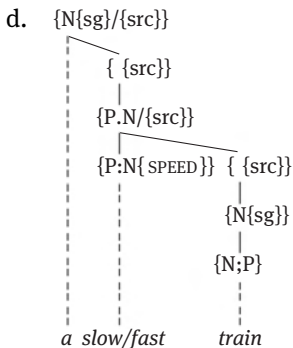 d. {N{sg}/{src}}
{ {src}}
{P.N/{src}}
{P:N{ SPEED}} { {src}}
{N{sg}}
{N;P}
a slow/fast train